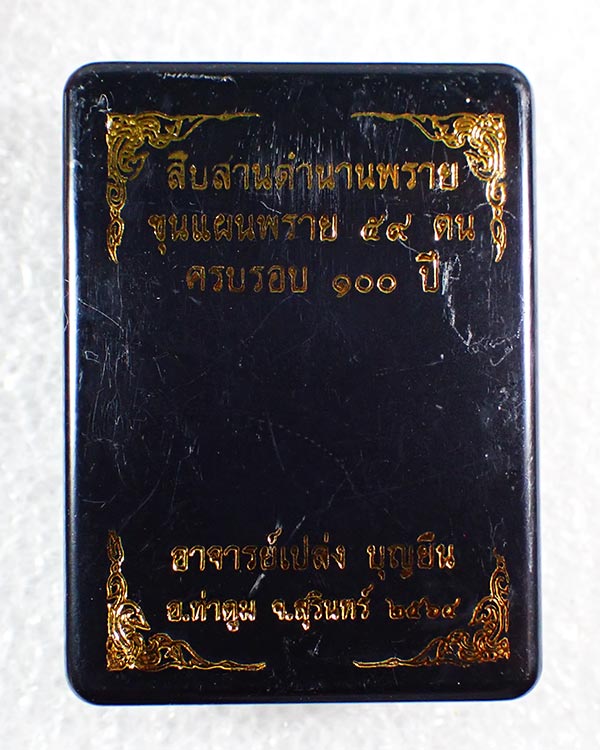 สืบสานตำนานพราย
ขุนแผนพราย ๕๙ ตน
ครบรอบ ๑๐๐ ปี
อาจารย์เปล่ง บุญยืน
อ.ท่าตูม จ.สุรินทร์ ๒๕๖๔